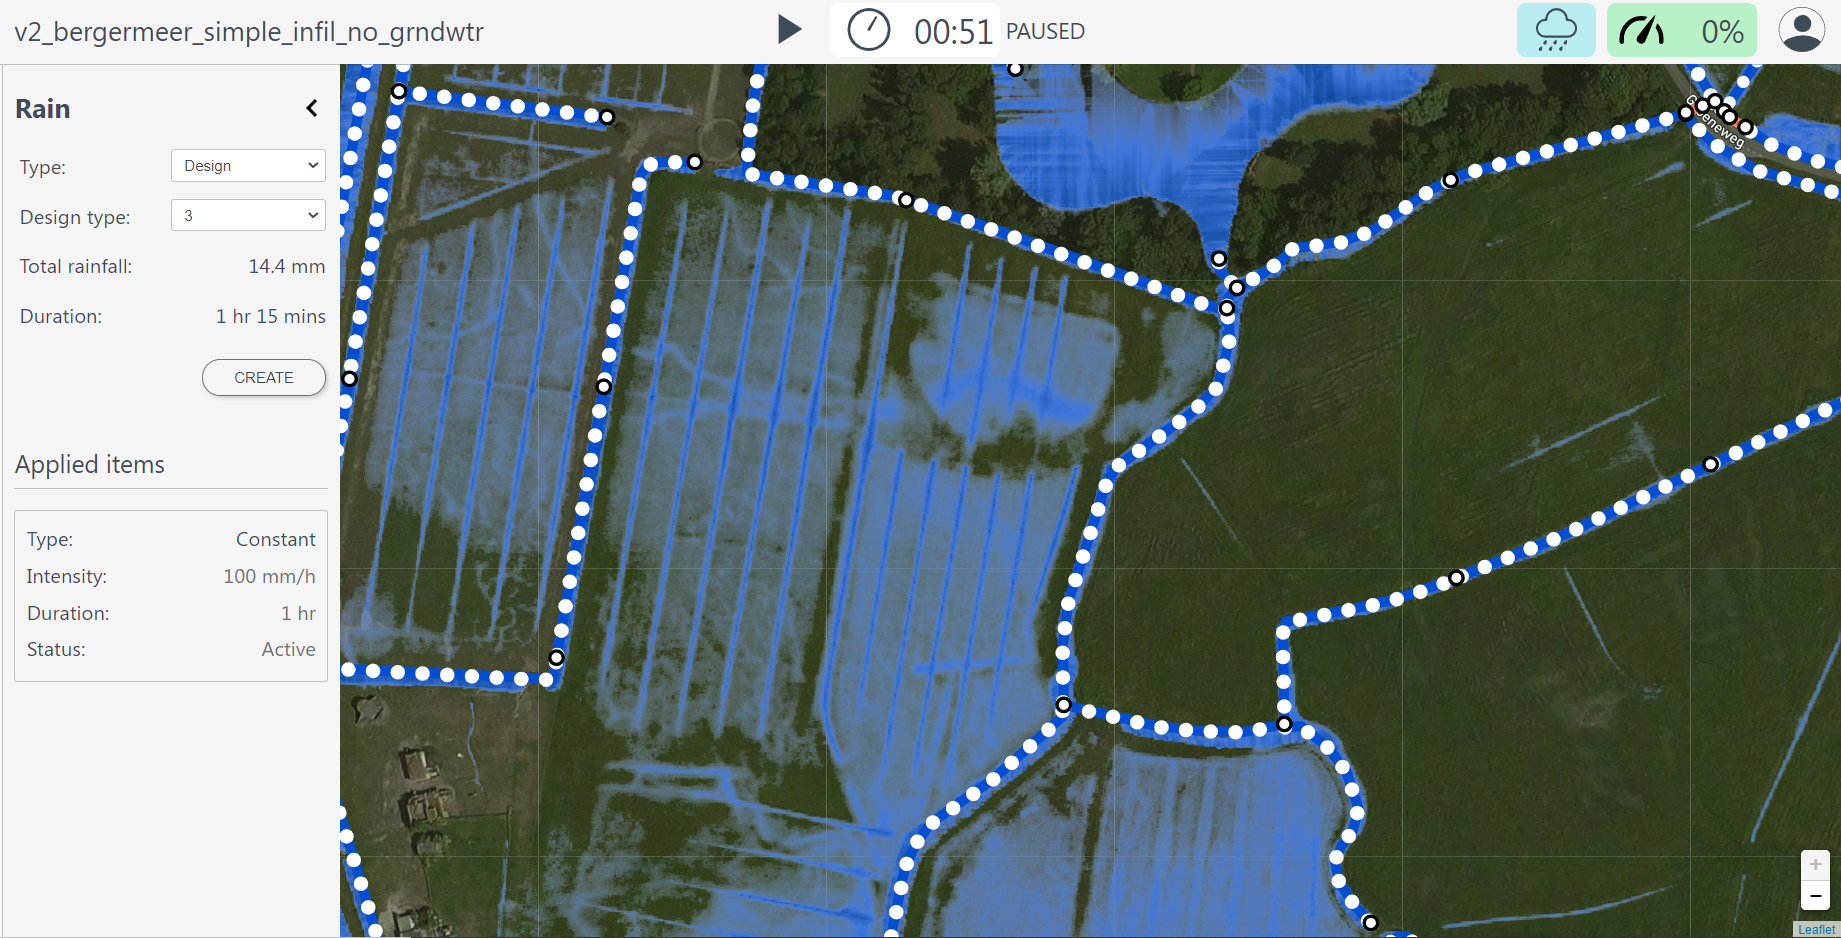 v2_bergermeer_simple_infil_no_grndwtr
00:51 PAUSED
0%
Rain
Type: Design
Design type: 3
Total rainfall: 14.4 mm
Duration: 1 hr 15 mins
CREATE
Applied items
Type: Constant
Intensity: 100 mm/h
Duration: 1 hr
Status: Active
+
−
Leaflet